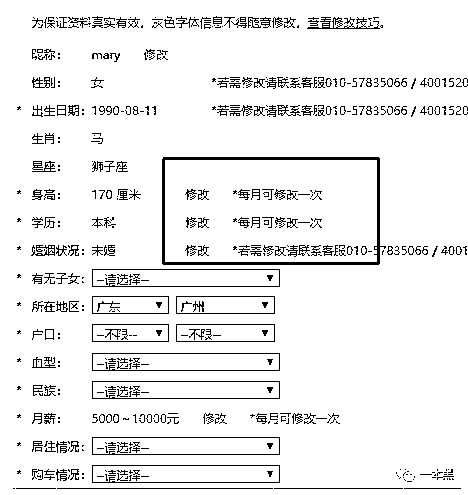 为保证资料真实有效，灰色字体信息不得随意修改，查看修改技巧。
昵称： mary 修改
性别： 女 *若需修改请联系客服010-57835066 / 4001520
* 出生日期： 1990-08-11 *若需修改请联系客服010-57835066 / 4001520
生肖： 马
星座： 狮子座
* 身高： 170 厘米 修改 *每月可修改一次
* 学历： 本科 修改 *每月可修改一次
* 婚姻状况： 未婚 修改 *若需修改请联系客服010-57835066 / 4001
* 有无子女： --请选择--
* 所在地区： 广东 广州
* 户口： --不限-- --不限--
* 血型： --请选择--
* 民族： --请选择--
* 月薪： 5000～10000元 修改 *每月可修改一次
* 居住情况： --请选择--
* 购车情况： --请选择--